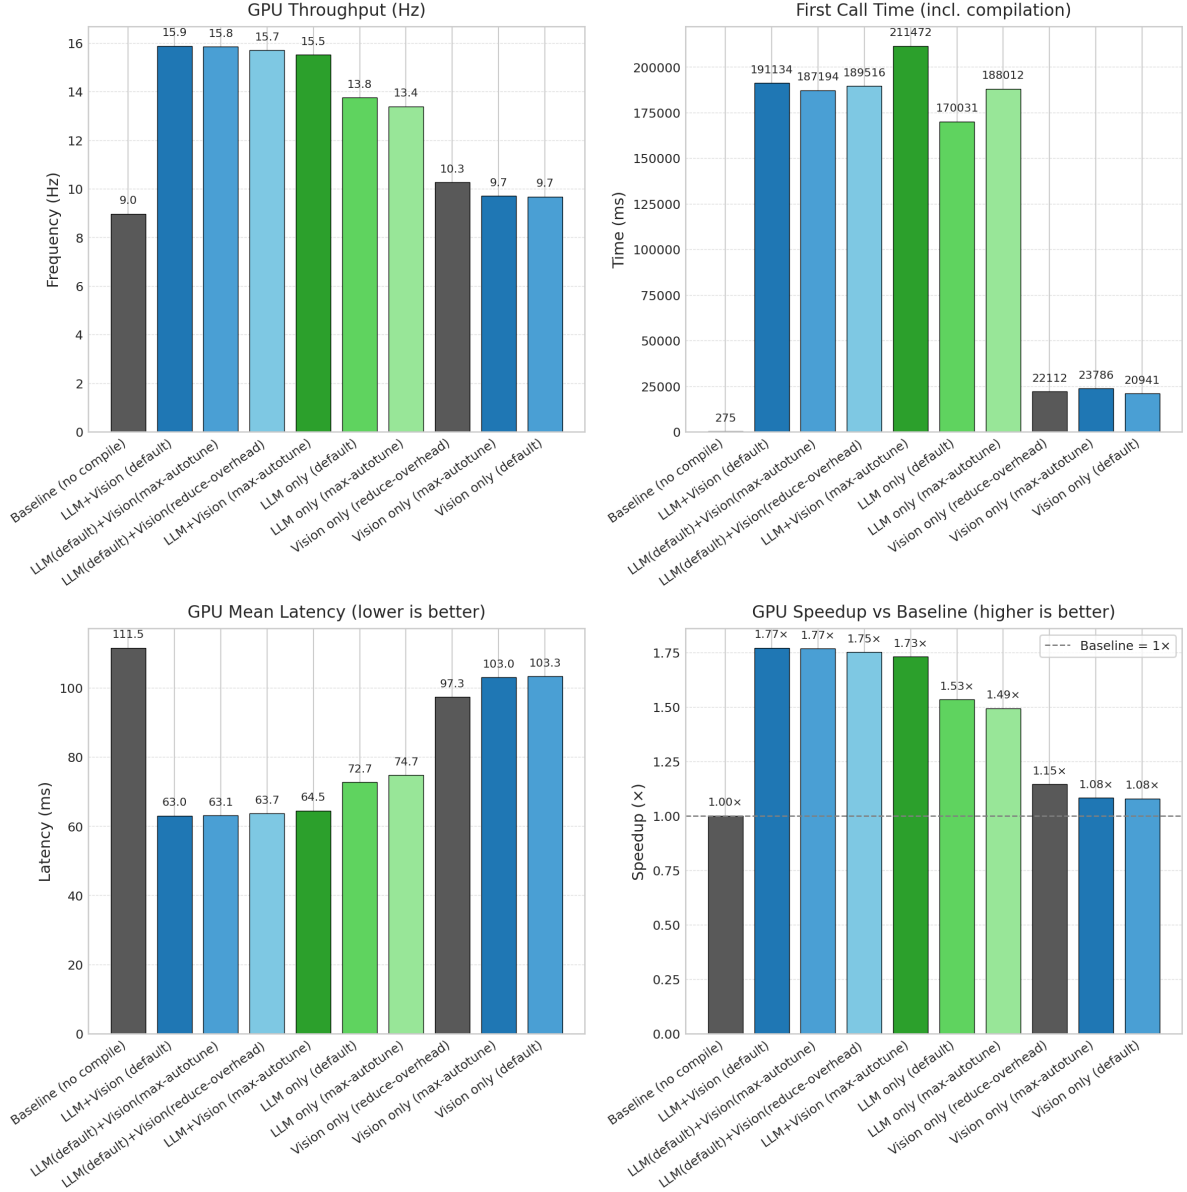 GPU Throughput (Hz)
Frequency (Hz)
16
14
12
10
8
6
4
2
0
9.0
15.9
15.8
15.7
15.5
13.8
13.4
10.3
9.7
9.7
Baseline (no compile)
LLM+Vision (default)
LLM(default)+Vision(max-autotune)
LLM(default)+Vision(reduce-overhead)
LLM+Vision (max-autotune)
LLM only (default)
LLM only (max-autotune)
Vision only (reduce-overhead)
Vision only (max-autotune)
Vision only (default)
First Call Time (incl. compilation)
Time (ms)
200000
175000
150000
125000
100000
75000
50000
25000
0
275
191134
187194
189516
211472
170031
188012
22112
23786
20941
Baseline (no compile)
LLM+Vision (default)
LLM(default)+Vision(max-autotune)
LLM(default)+Vision(reduce-overhead)
LLM+Vision (max-autotune)
LLM only (default)
LLM only (max-autotune)
Vision only (reduce-overhead)
Vision only (max-autotune)
Vision only (default)
GPU Mean Latency (lower is better)
Latency (ms)
100
80
60
40
20
0
111.5
63.0
63.1
63.7
64.5
72.7
74.7
97.3
103.0
103.3
Baseline (no compile)
LLM+Vision (default)
LLM(default)+Vision(max-autotune)
LLM(default)+Vision(reduce-overhead)
LLM+Vision (max-autotune)
LLM only (default)
LLM only (max-autotune)
Vision only (reduce-overhead)
Vision only (max-autotune)
Vision only (default)
GPU Speedup vs Baseline (higher is better)
Speedup (×)
1.75
1.50
1.25
1.00
0.75
0.50
0.25
0.00
1.00×
1.77×
1.77×
1.75×
1.73×
1.53×
1.49×
1.15×
1.08×
1.08×
Baseline = 1×
Baseline (no compile)
LLM+Vision (default)
LLM(default)+Vision(max-autotune)
LLM(default)+Vision(reduce-overhead)
LLM+Vision (max-autotune)
LLM only (default)
LLM only (max-autotune)
Vision only (reduce-overhead)
Vision only (max-autotune)
Vision only (default)